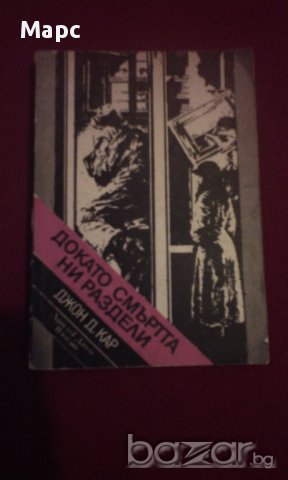 Марс
ДОКАТО СМЪРТТА
НИ РАЗДЕЛИ
ДЖОН Д. КАР
bazar.bg